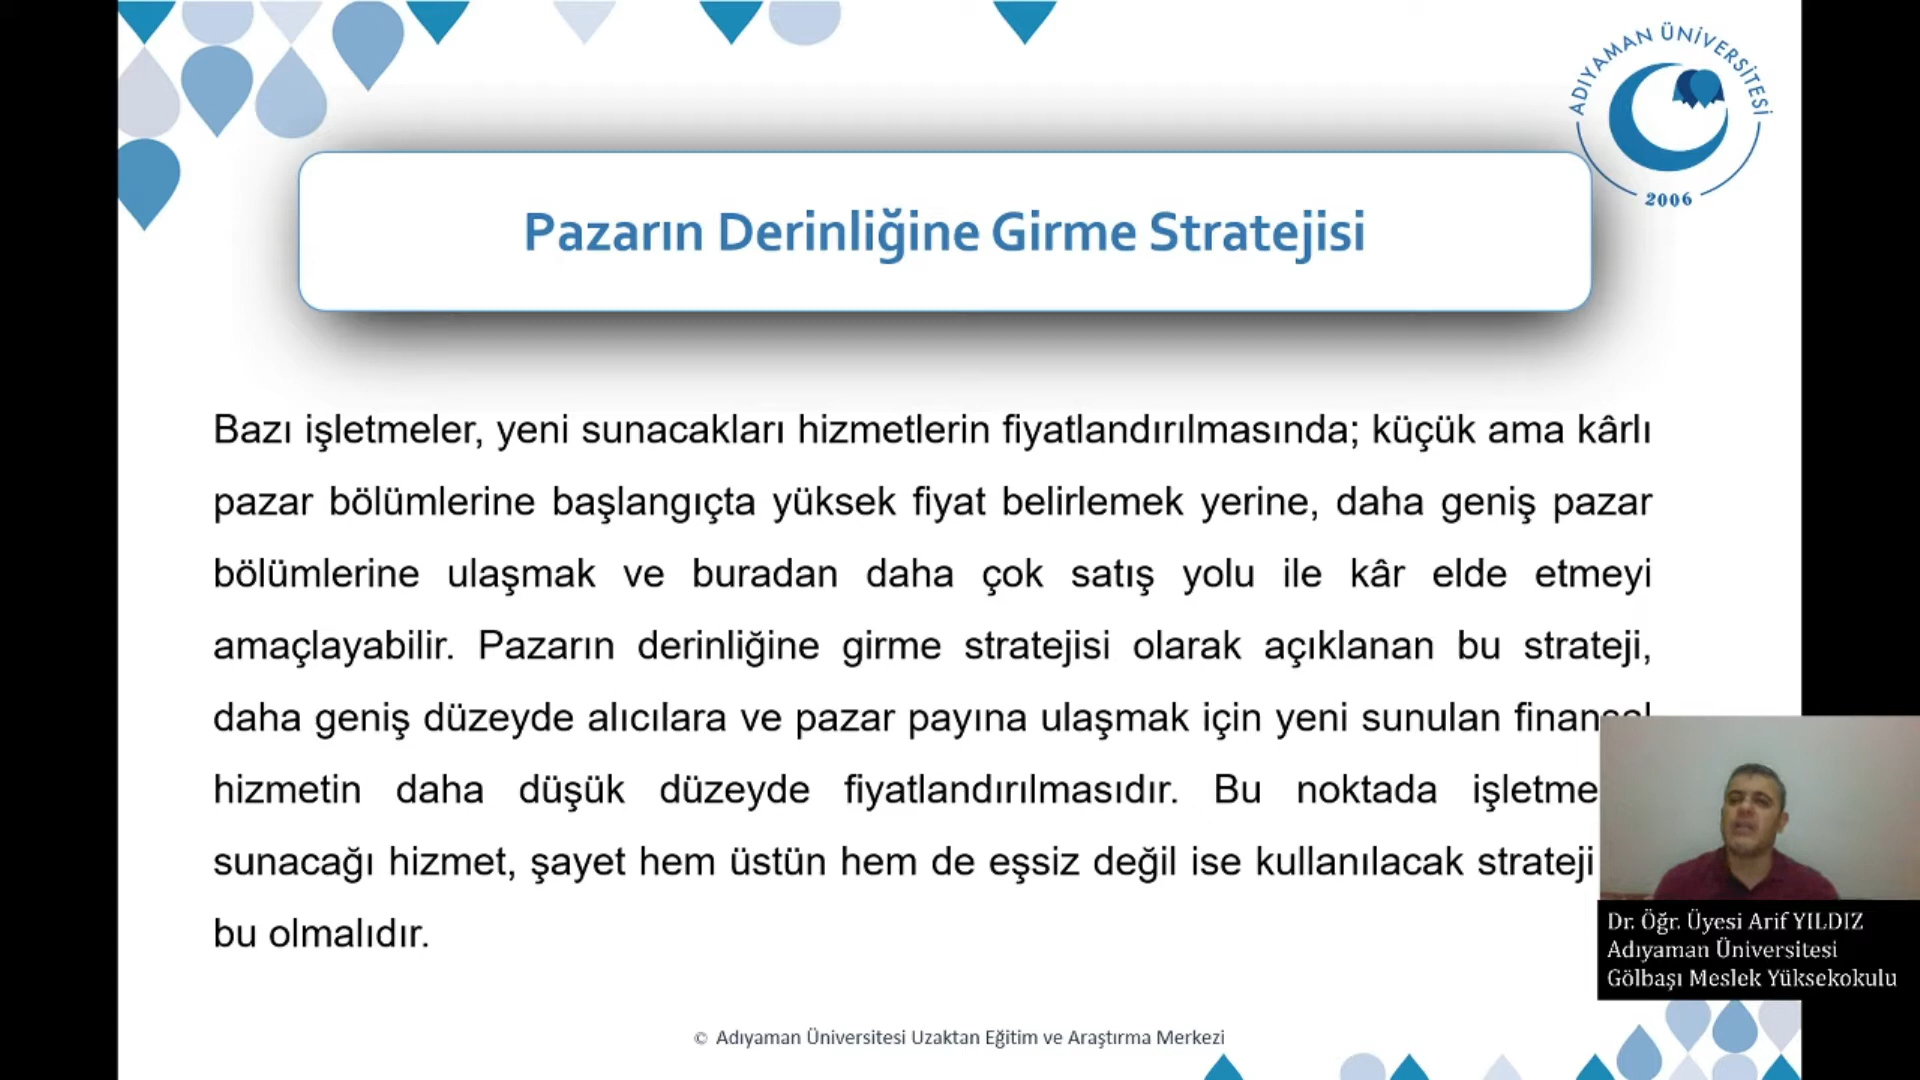 ADIYAMAN ÜNİVERSİTESİ
2006
Pazarın Derinliğine Girme Stratejisi
Bazı işletmeler, yeni sunacakları hizmetlerin fiyatlandırılmasında; küçük ama kârlı
pazar bölümlerine başlangıçta yüksek fiyat belirlemek yerine, daha geniş pazar
bölümlerine ulaşmak ve buradan daha çok satış yolu ile kâr elde etmeyi
amaçlayabilir. Pazarın derinliğine girme stratejisi olarak açıklanan bu strateji,
daha geniş düzeyde alıcılara ve pazar payına ulaşmak için yeni sunulan finansal
hizmetin daha düşük düzeyde fiyatlandırılmasıdır. Bu noktada işletme
sunacağı hizmet, şayet hem üstün hem de eşsiz değil ise kullanılacak strateji
bu olmalıdır.
Dr. Öğr. Üyesi Arif YILDIZ
Adıyaman Üniversitesi
Gölbaşı Meslek Yüksekokulu
© Adıyaman Üniversitesi Uzaktan Eğitim ve Araştırma Merkezi